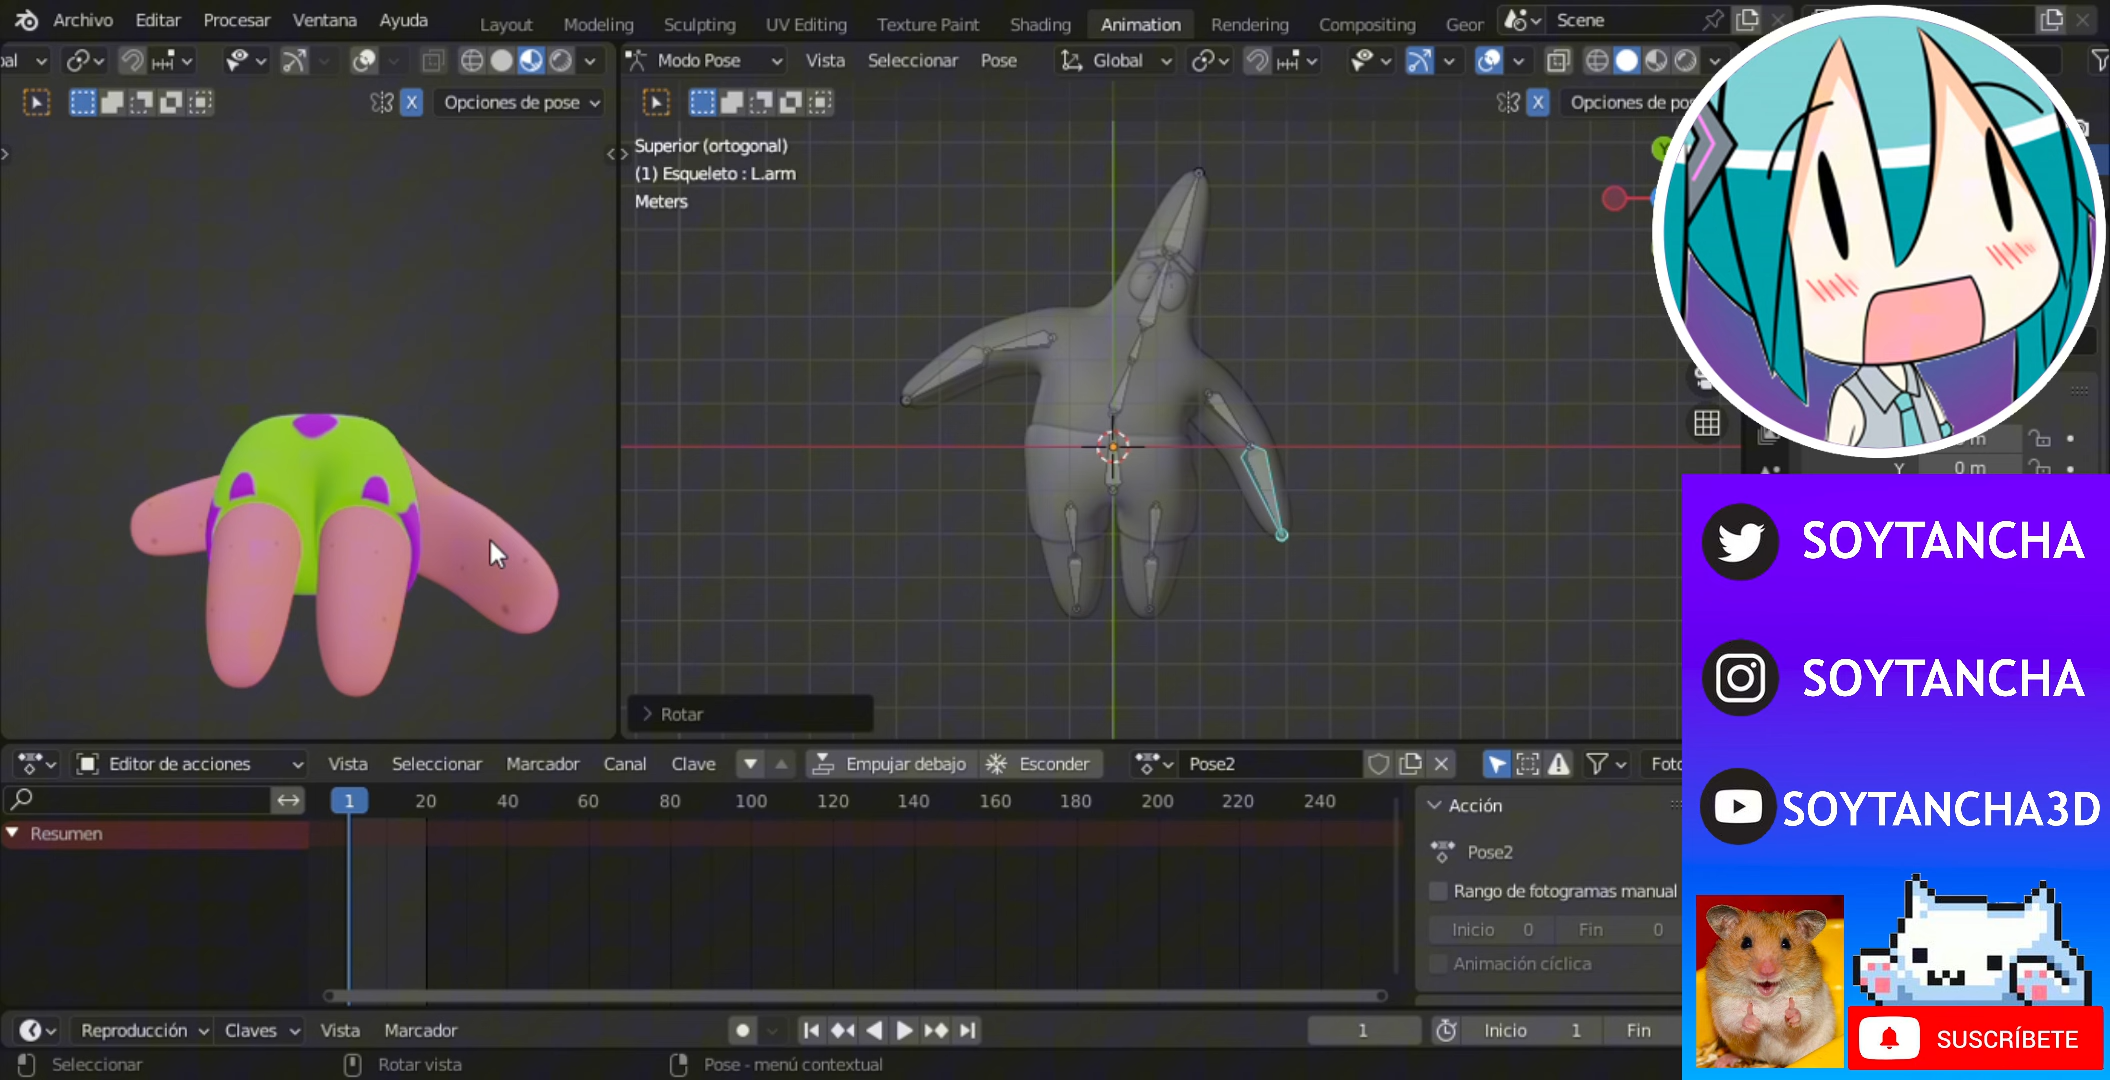 Archivo Editar Procesar Ventana Ayuda Layout Modeling Sculpting UV Editing Texture Paint Shading Animation Rendering Compositing Geor Scene
Modo Pose Vista Seleccionar Pose Global
Opciones de pose
Opciones de pos
Superior (ortogonal)
(1) Esqueleto : L.arm
Meters
Y 0 m
SOYTANCHA
SOYTANCHA
SOYTANCHA3D
SUSCRÍBETE
Rotar
Editor de acciones Vista Seleccionar Marcador Canal Clave Empujar debajo Esconder Pose2
1 20 40 60 80 100 120 140 160 180 200 220 240
Resumen
Acción
Pose2
Rango de fotogramas manual
Inicio 0 Fin 0
Animación cíclica
Reproducción Claves Vista Marcador 1 Inicio 1 Fin
Seleccionar Rotar vista Pose - menú contextual